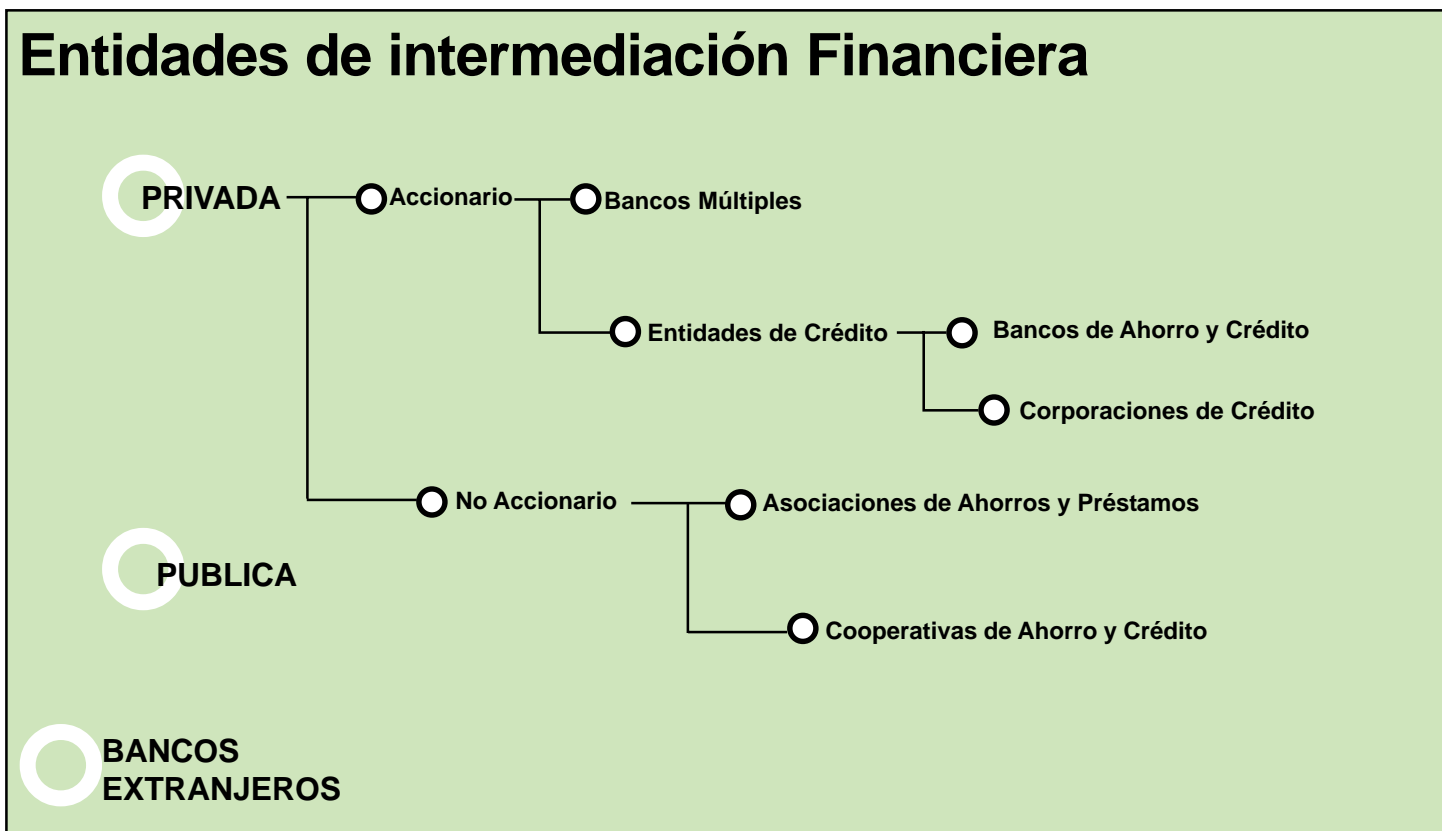 Entidades de intermediación Financiera
PRIVADA
Accionario
Bancos Múltiples
Entidades de Crédito
Bancos de Ahorro y Crédito
Corporaciones de Crédito
No Accionario
Asociaciones de Ahorros y Préstamos
PUBLICA
Cooperativas de Ahorro y Crédito
BANCOS
EXTRANJEROS